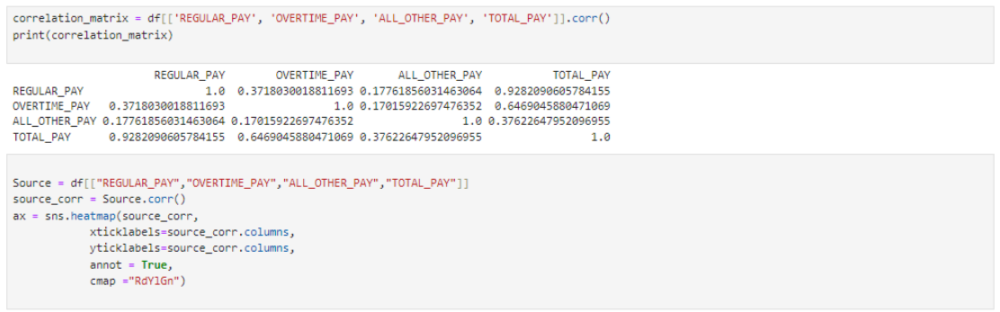 correlation_matrix = df[['REGULAR_PAY', 'OVERTIME_PAY', 'ALL_OTHER_PAY', 'TOTAL_PAY']].corr()
print(correlation_matrix)
REGULAR_PAY OVERTIME_PAY ALL_OTHER_PAY TOTAL_PAY
REGULAR_PAY 1.0 0.3718030018811693 0.17761856031463064 0.9282090605784155
OVERTIME_PAY 0.3718030018811693 1.0 0.17015922697476352 0.6469045880471069
ALL_OTHER_PAY 0.17761856031463064 0.17015922697476352 1.0 0.37622647952096955
TOTAL_PAY 0.9282090605784155 0.6469045880471069 0.37622647952096955 1.0
Source = df[["REGULAR_PAY","OVERTIME_PAY","ALL_OTHER_PAY","TOTAL_PAY"]]
source_corr = Source.corr()
ax = sns.heatmap(source_corr,
xticklabels=source_corr.columns,
yticklabels=source_corr.columns,
annot = True,
cmap ="RdYlGn")